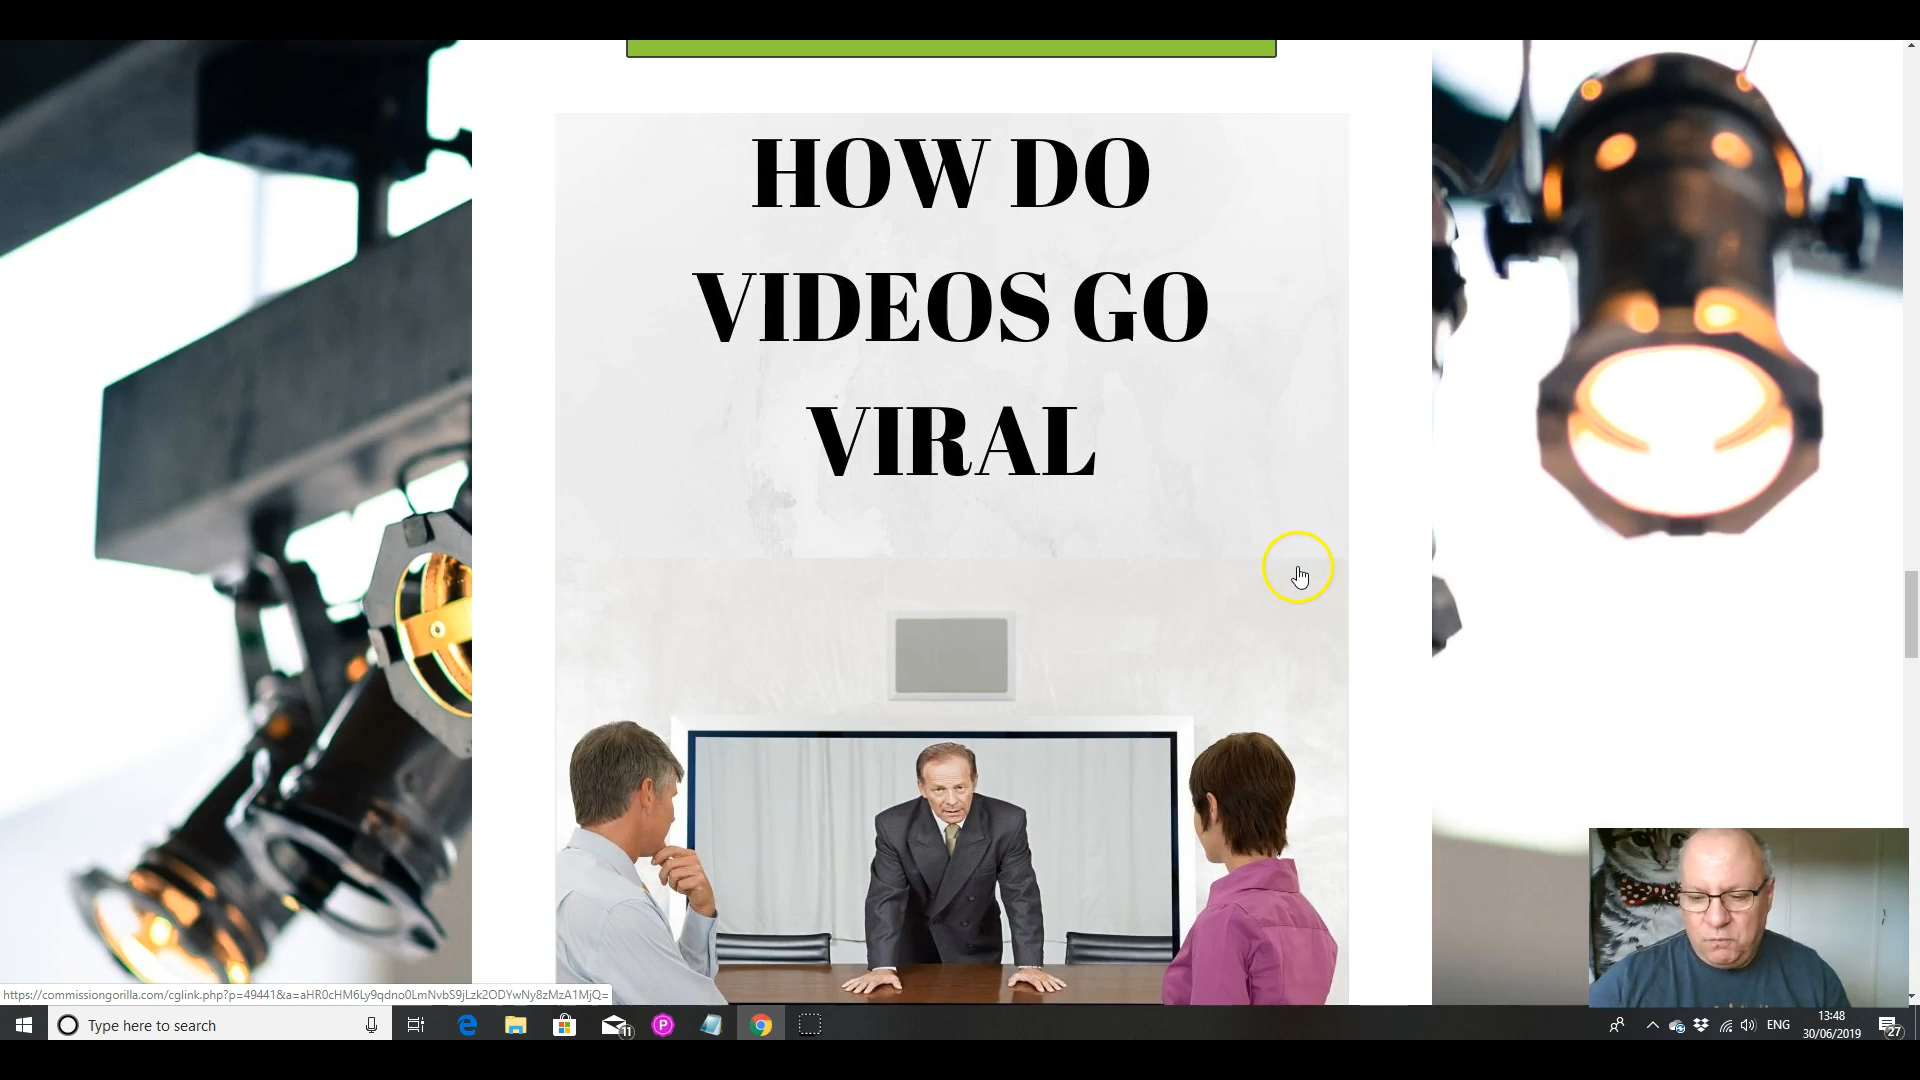 HOW DO
VIDEOS GO
VIRAL
https://commissiongorilla.com/cglink.php?p=49441&a=aHR0cHM6Ly9qdno0LmNvbS9jLzk2ODYwNy8zMzA1MjQ=
Type here to search
11
P
ENG
13:48
30/06/2019
27